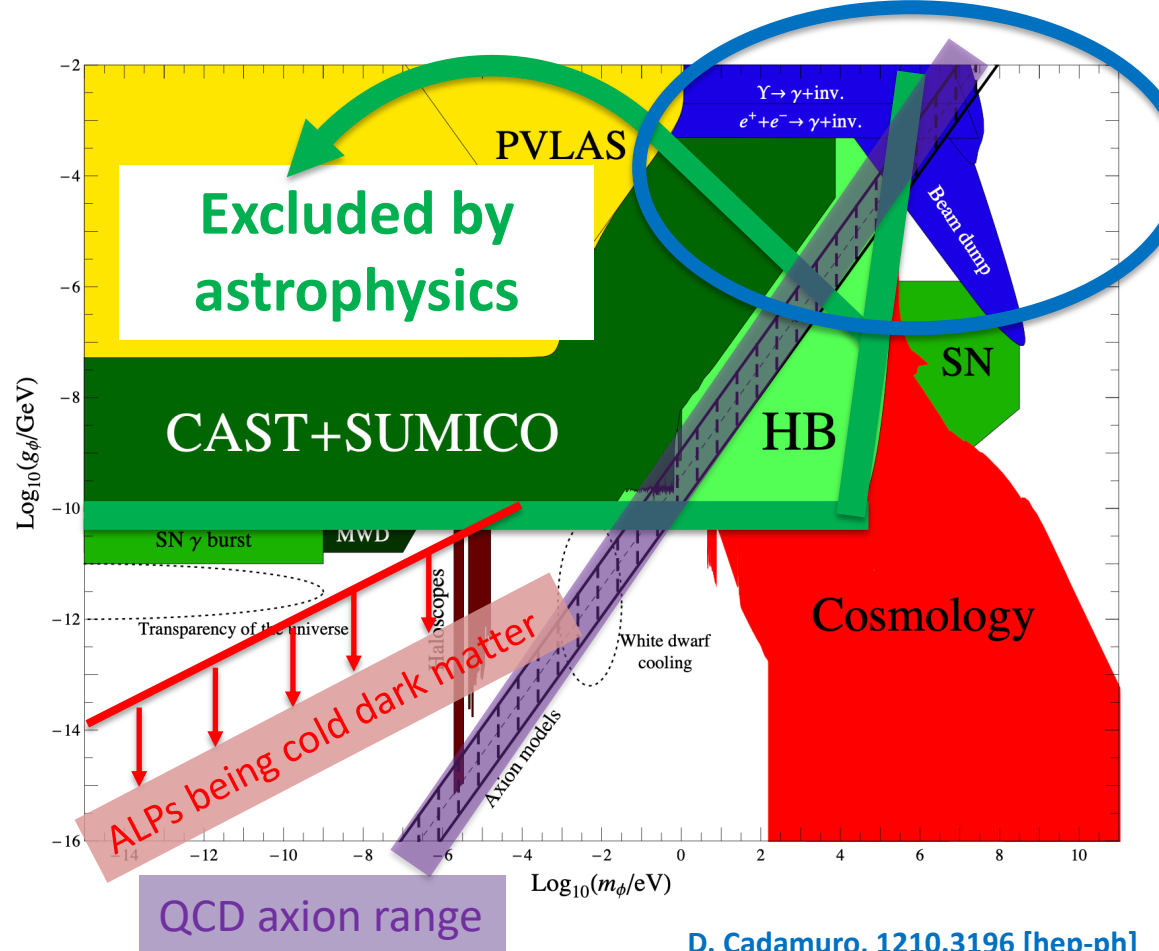 −2
−4
−6
−8
−10
−12
−14
−16
Log10(gϕ/GeV)
ϒ→ γ+inv.
e⁺+e⁻→ γ+inv.
PVLAS
Excluded by
astrophysics
Beam dump
SN
CAST+SUMICO
HB
SN γ burst
MWD
Haloscopes
Transparency of the universe
White dwarf
cooling
Cosmology
ALPs being cold dark matter
Axion models
−14
−12
−10
−8
−6
−4
−2
0
2
4
6
8
10
Log10(mϕ/eV)
QCD axion range
D. Cadamuro, 1210.3196 [hep-ph]